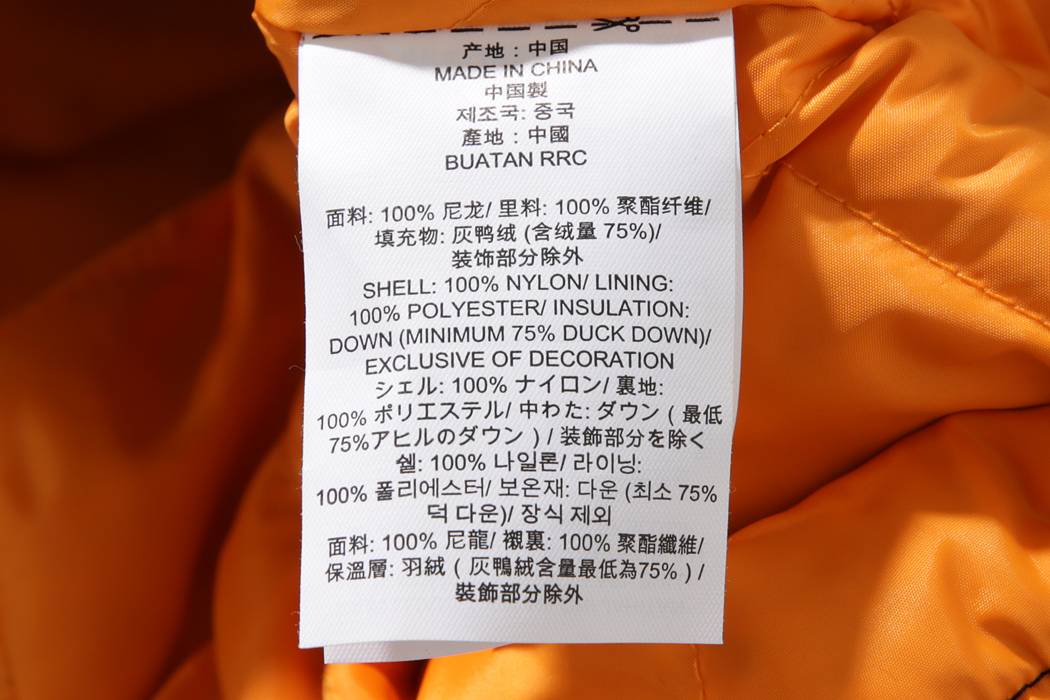 产地：中国
MADE IN CHINA
中国製
제조국: 중국
產地：中國
BUATAN RRC
面料: 100% 尼龙/ 里料: 100% 聚酯纤维/
填充物: 灰鸭绒 (含绒量 75%)/
装饰部分除外
SHELL: 100% NYLON/ LINING:
100% POLYESTER/ INSULATION:
DOWN (MINIMUM 75% DUCK DOWN)/
EXCLUSIVE OF DECORATION
シェル: 100% ナイロン/ 裏地:
100% ポリエステル/ 中わた: ダウン ( 最低
75%アヒルのダウン ) / 装飾部分を除く
쉘: 100% 나일론/ 라이닝:
100% 폴리에스터/ 보온재: 다운 (최소 75%
덕 다운)/ 장식 제외
面料: 100% 尼龍/ 襯裏: 100% 聚酯纖維/
保溫層: 羽絨 ( 灰鴨絨含量最低為75% ) /
裝飾部分除外